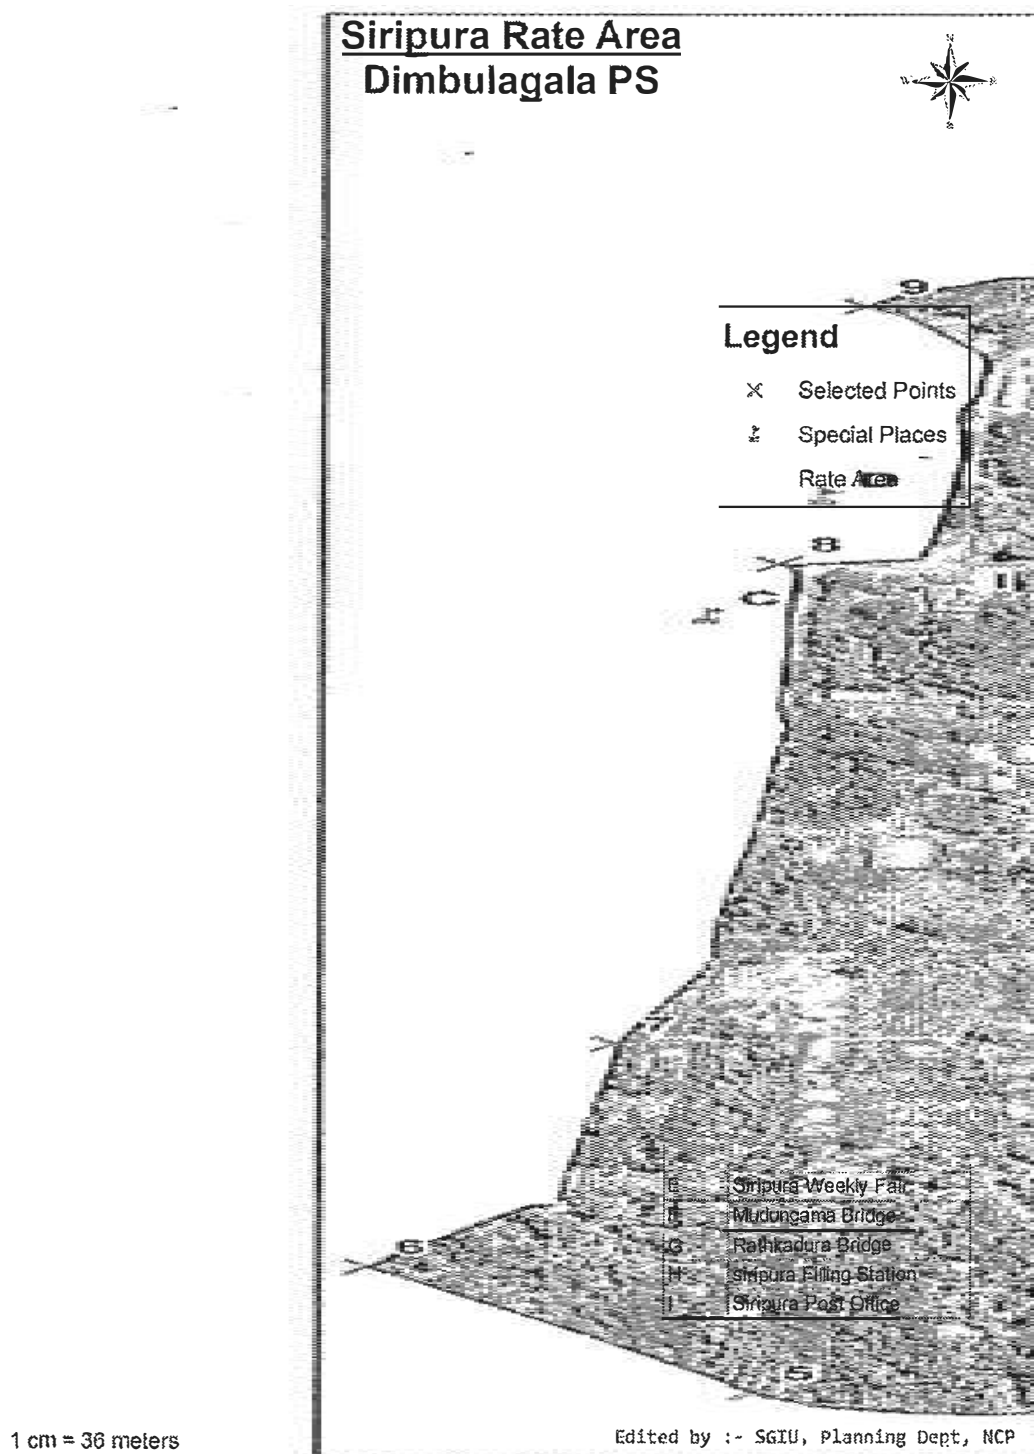 Siripura Rate Area
Dimbulagala PS
N
W
E
S
9
Legend
Selected Points
Special Places
Rate Area
8
C
7
E Siripura Weekly Fair
F Mudungama Bridge
G Rathkadura Bridge
H siripura Filling Station
I Siripura Post Office
6
5
1 cm = 36 meters
Edited by :- SGIU, Planning Dept, NCP